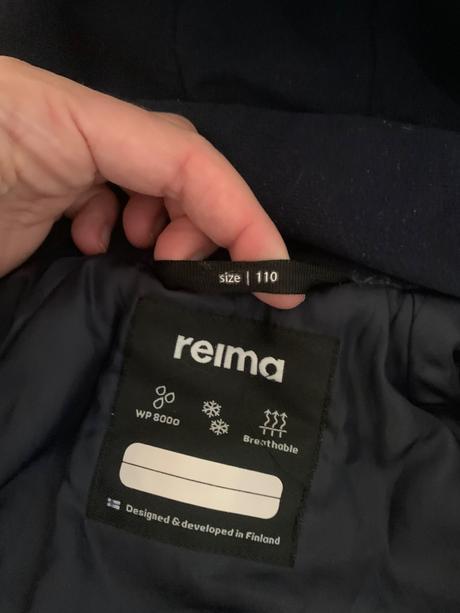 size | 110
reima
WP 8000
Breathable
Designed & developed in Finland